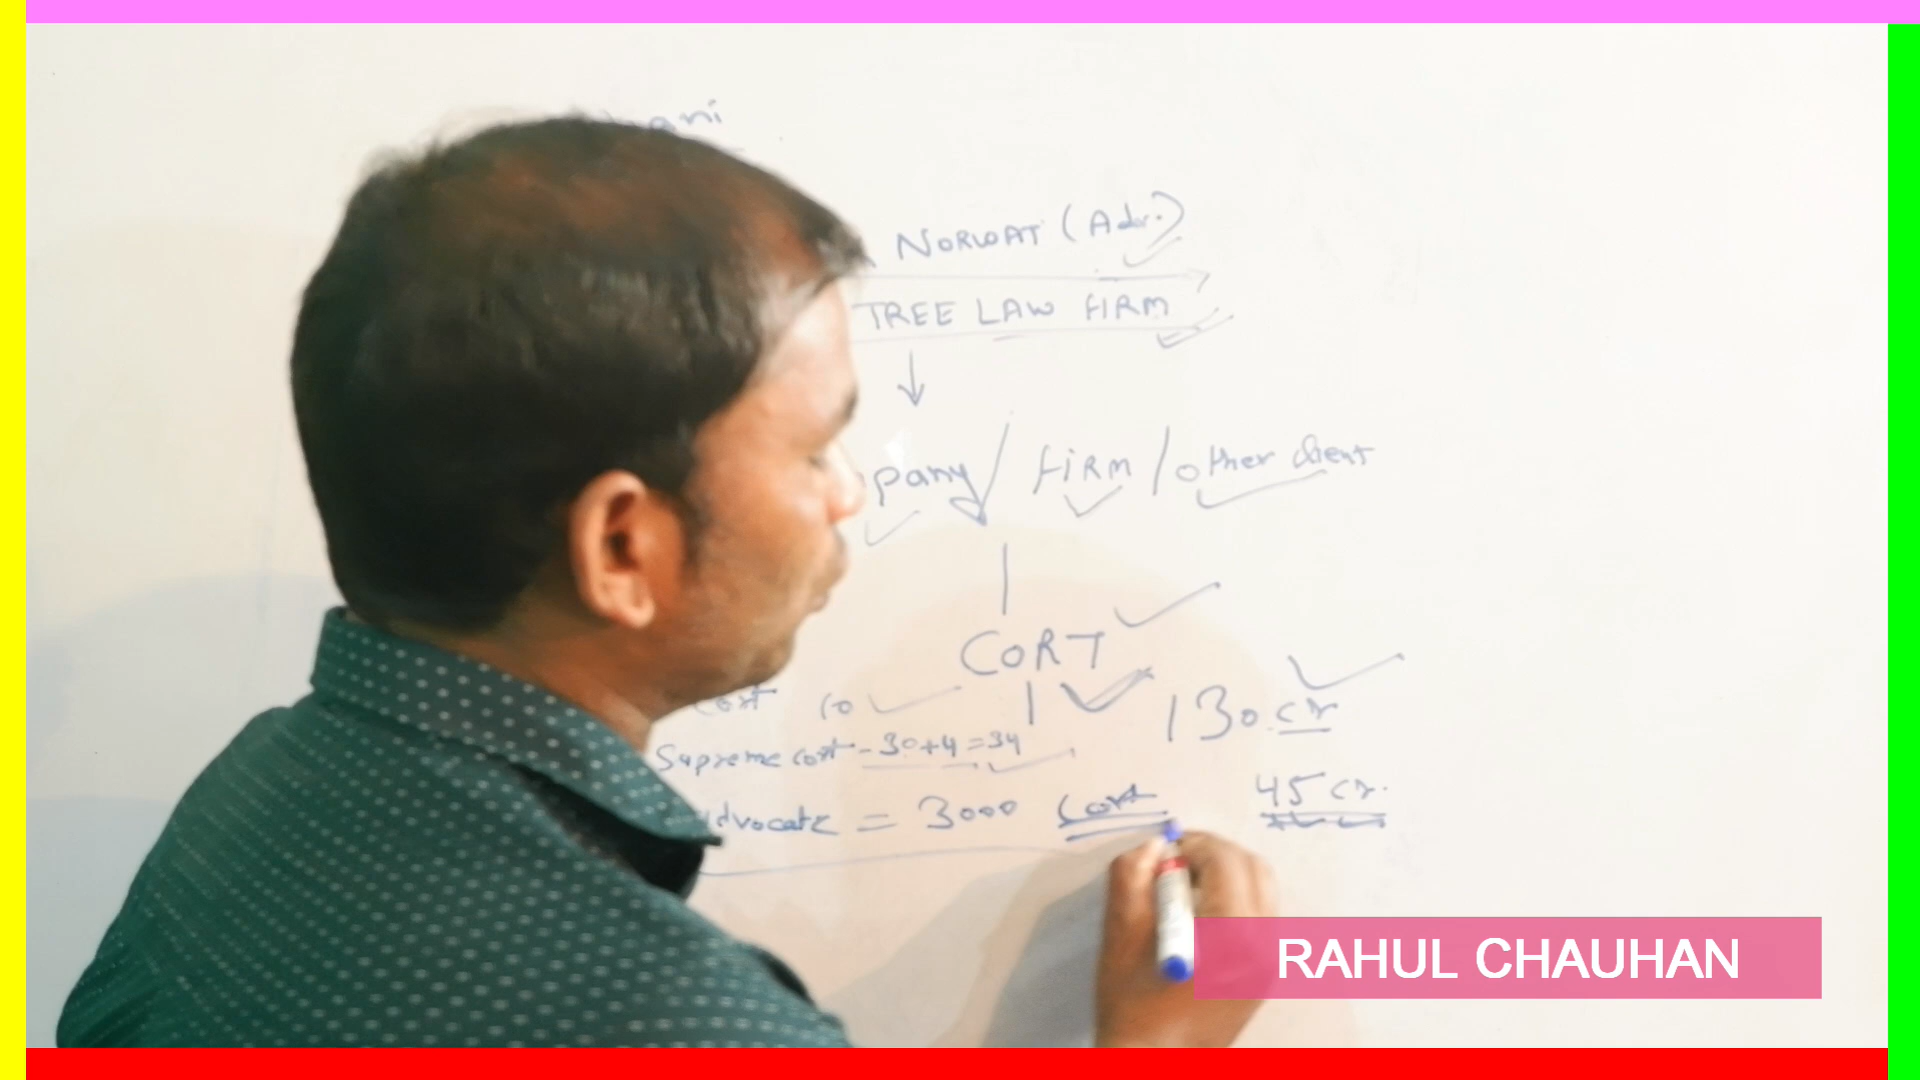 NORWAT (Adv.)
TREE LAW FIRM
pany / FIRM / other client
CORT
cost 10
130 cr
Supreme cort - 30+4=34
45 cr.
dvocate = 3000 Cort
RAHUL CHAUHAN